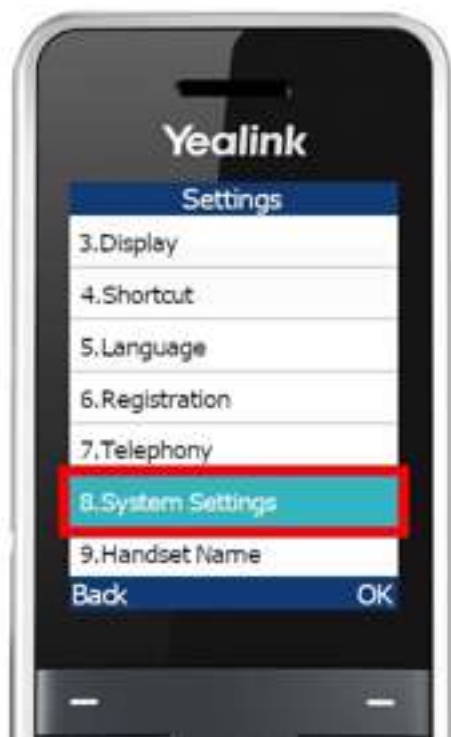 Yealink
Settings
3.Display
4.Shortcut
5.Language
6.Registration
7.Telephony
8.System Settings
9.Handset Name
Back OK